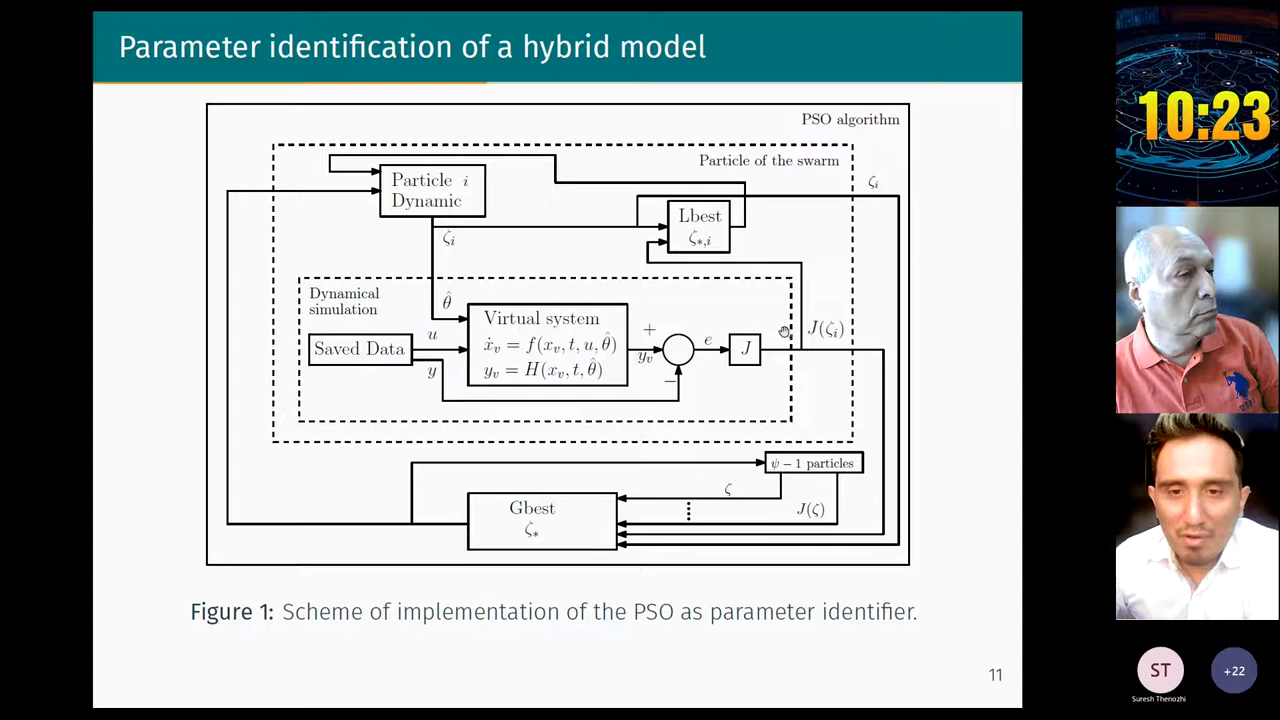 Parameter identification of a hybrid model
PSO algorithm
Particle of the swarm
ζᵢ
Particle i
Dynamic
Lbest
ζ*,ᵢ
ζᵢ
Dynamical
simulation
θ̂
Virtual system
ẋᵥ = f(xᵥ, t, u, θ̂)
yᵥ = H(xᵥ, t, θ̂)
Saved Data
u
y
+
yᵥ
−
e
J
J(ζᵢ)
ψ − 1 particles
ζ
J(ζ)
Gbest
ζ*
Figure 1: Scheme of implementation of the PSO as parameter identifier.
11
10:23
ST
Suresh Thenozhi
+22